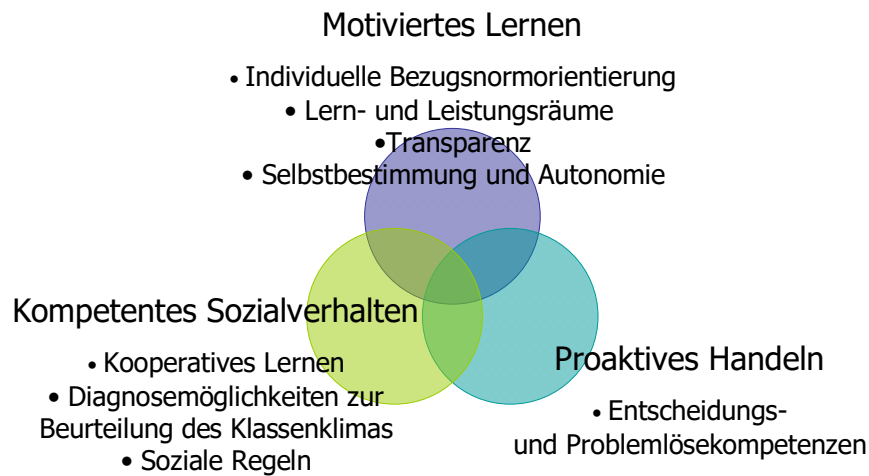 Motiviertes Lernen
• Individuelle Bezugsnormorientierung
• Lern- und Leistungsräume
•Transparenz
• Selbstbestimmung und Autonomie
Kompetentes Sozialverhalten
• Kooperatives Lernen
• Diagnosemöglichkeiten zur
Beurteilung des Klassenklimas
• Soziale Regeln
Proaktives Handeln
• Entscheidungs-
und Problemlösekompetenzen